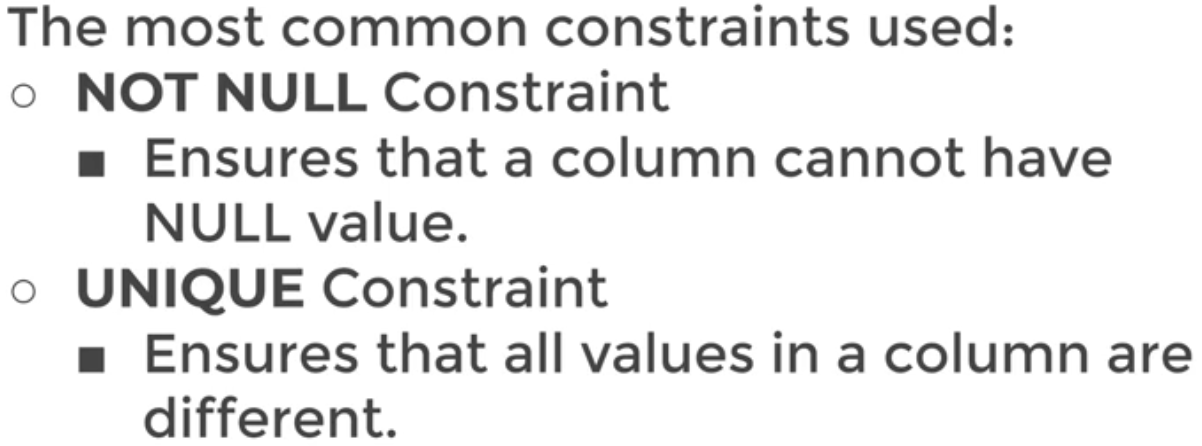 The most common constraints used:
○ NOT NULL Constraint
■ Ensures that a column cannot have
NULL value.
○ UNIQUE Constraint
■ Ensures that all values in a column are
different.